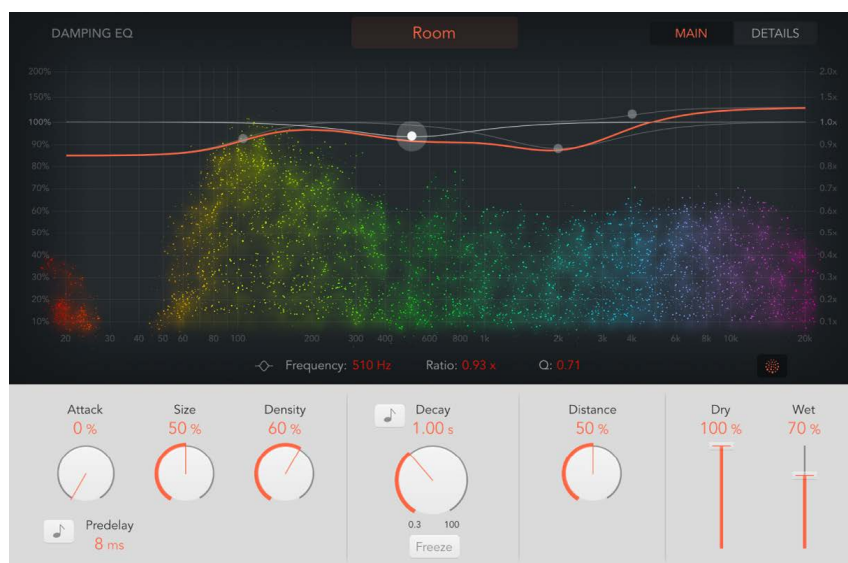 DAMPING EQ
Room
MAIN DETAILS
200% 2.0x
150% 1.5x
100% 1.0x
90% 0.9x
80% 0.8x
70% 0.7x
60% 0.6x
50% 0.5x
40% 0.4x
30% 0.3x
20% 0.2x
10% 0.1x
20 30 40 50 60 80 100 200 300 400 600 800 1k 2k 3k 4k 6k 8k 10k 20k
Frequency: 510 Hz Ratio: 0.93 x Q: 0.71
Attack Size Density Decay Distance Dry Wet
0 % 50 % 60 % 1.00 s 50 % 100 % 70 %
0.3 100
Predelay
8 ms
Freeze